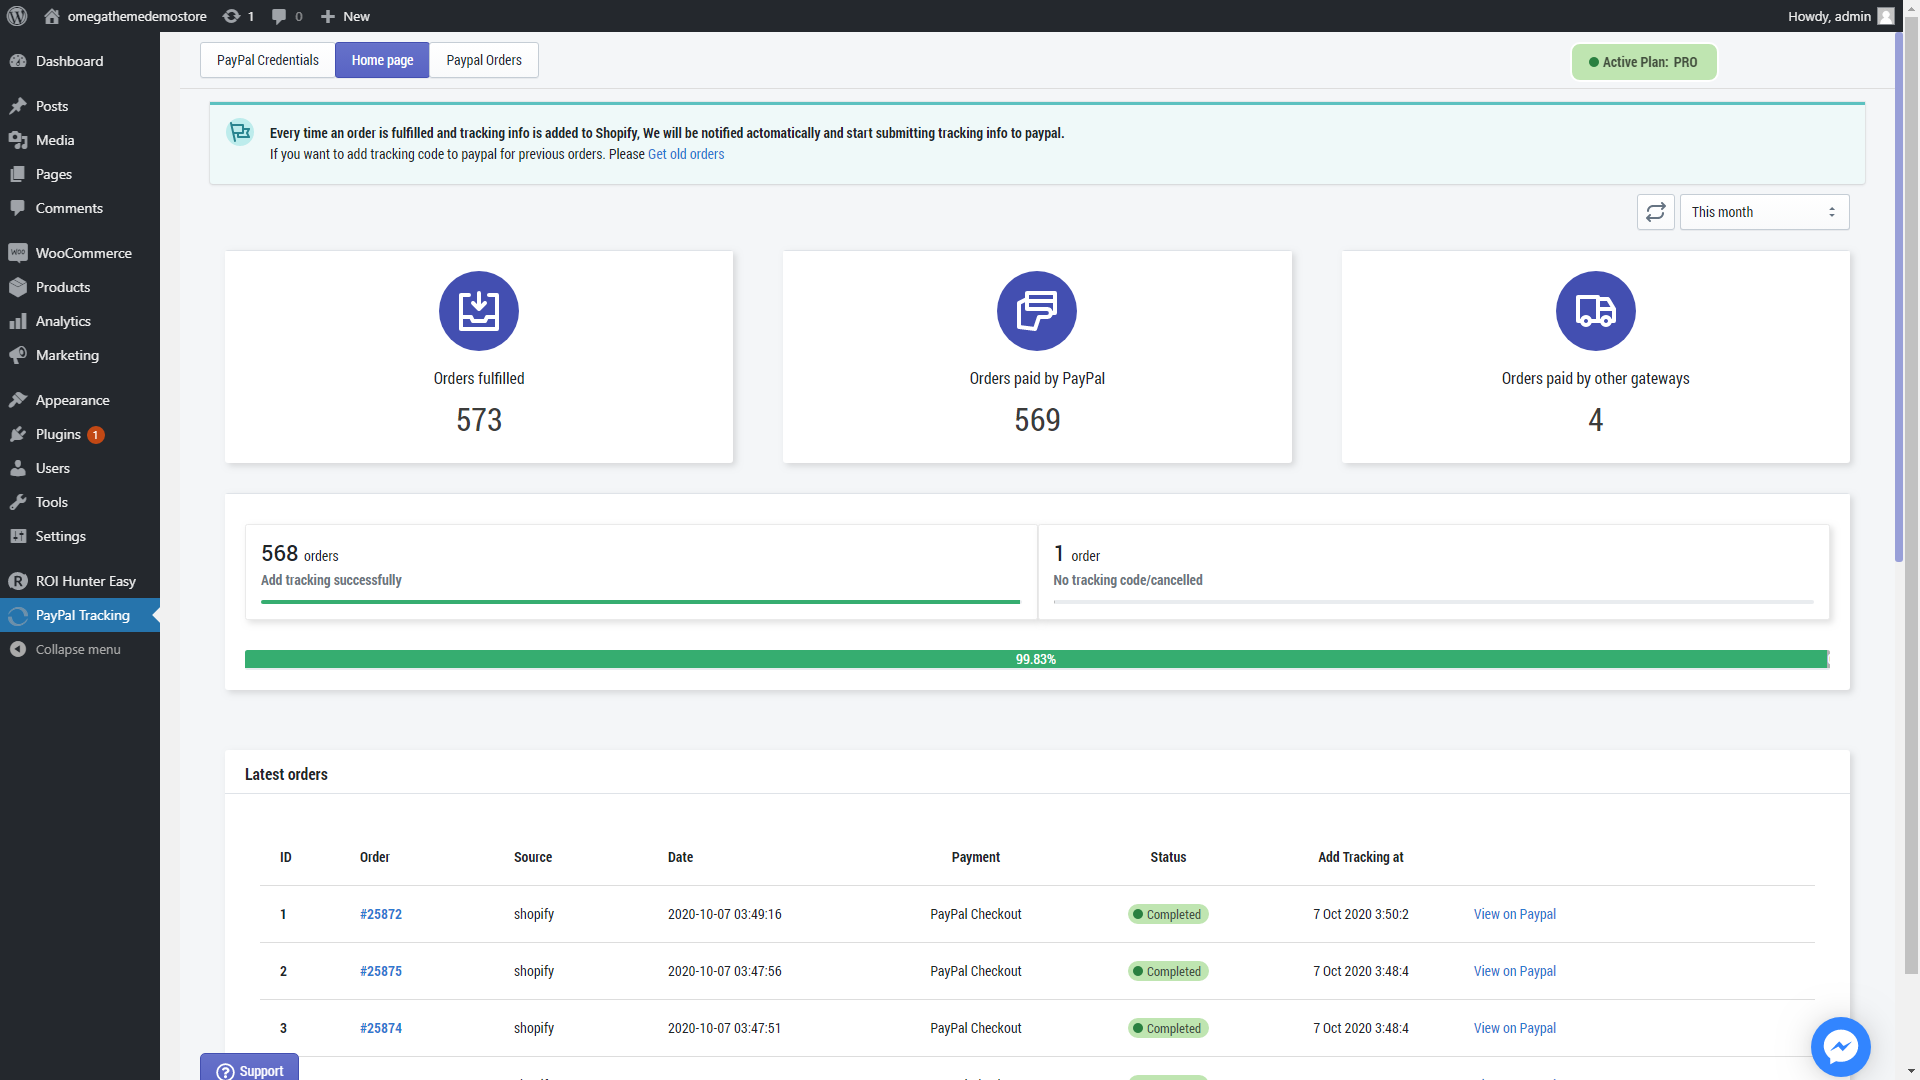 omegathemedemostore 1 0 New Howdy, admin
Dashboard
Posts
Media
Pages
Comments
WooCommerce
Products
Analytics
Marketing
Appearance
Plugins 1
Users
Tools
Settings
ROI Hunter Easy
PayPal Tracking
Collapse menu
PayPal Credentials Home page Paypal Orders Active Plan: PRO
Every time an order is fulfilled and tracking info is added to Shopify, We will be notified actomatically and start submitting tracking info to paypal.
If you want to add tracking code to paypal for previous orders. Please Get old orders
This month
Orders fulfilled
573
Orders paid by PayPal
569
Orders paid by other gateways
4
568 orders
Add tracking successfully
1 order
No tracking code/cancelled
99.83%
Latest orders
ID Order Source Date Payment Status Add Tracking at
1 #25872 shopify 2020-10-07 03:49:16 PayPal Checkout Completed 7 Oct 2020 3:50:2 View on Paypal
2 #25875 shopify 2020-10-07 03:47:56 PayPal Checkout Completed 7 Oct 2020 3:48:4 View on Paypal
3 #25874 shopify 2020-10-07 03:47:51 PayPal Checkout Completed 7 Oct 2020 3:48:4 View on Paypal
Support